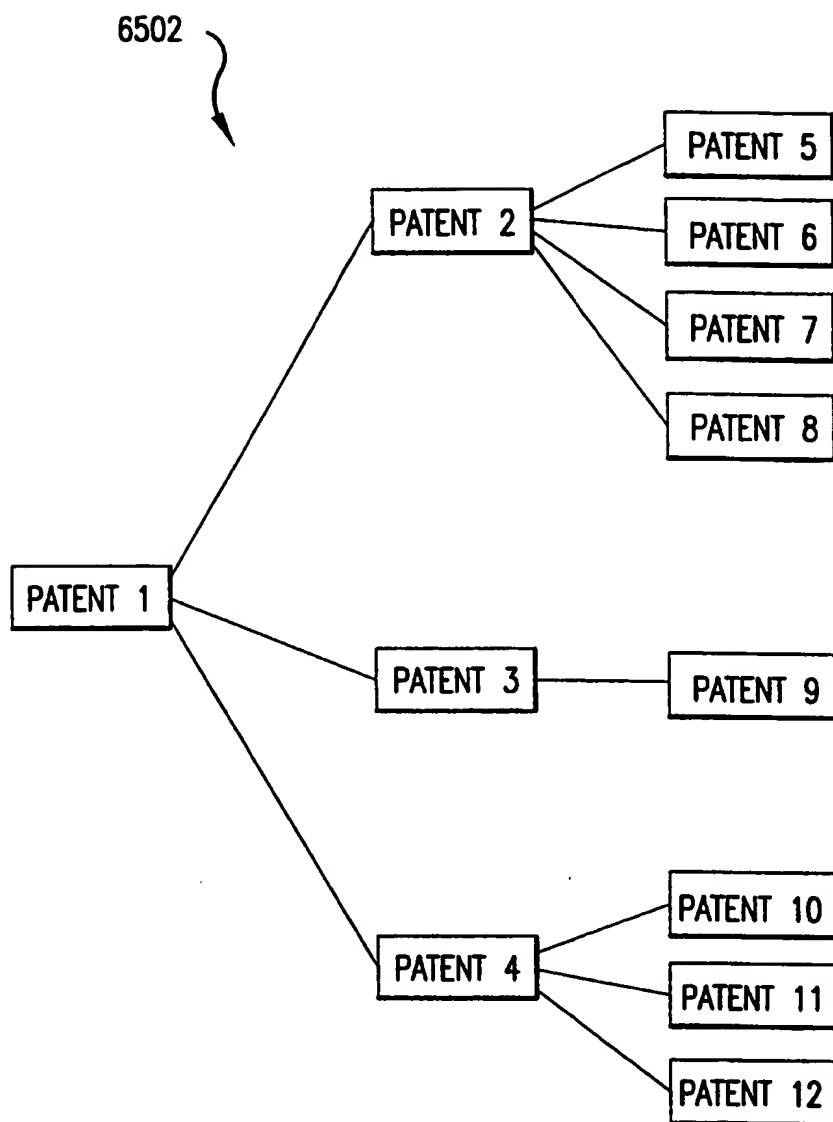 6502
PATENT 5
PATENT 2
PATENT 6
PATENT 7
PATENT 8
PATENT 1
PATENT 3
PATENT 9
PATENT 10
PATENT 4
PATENT 11
PATENT 12